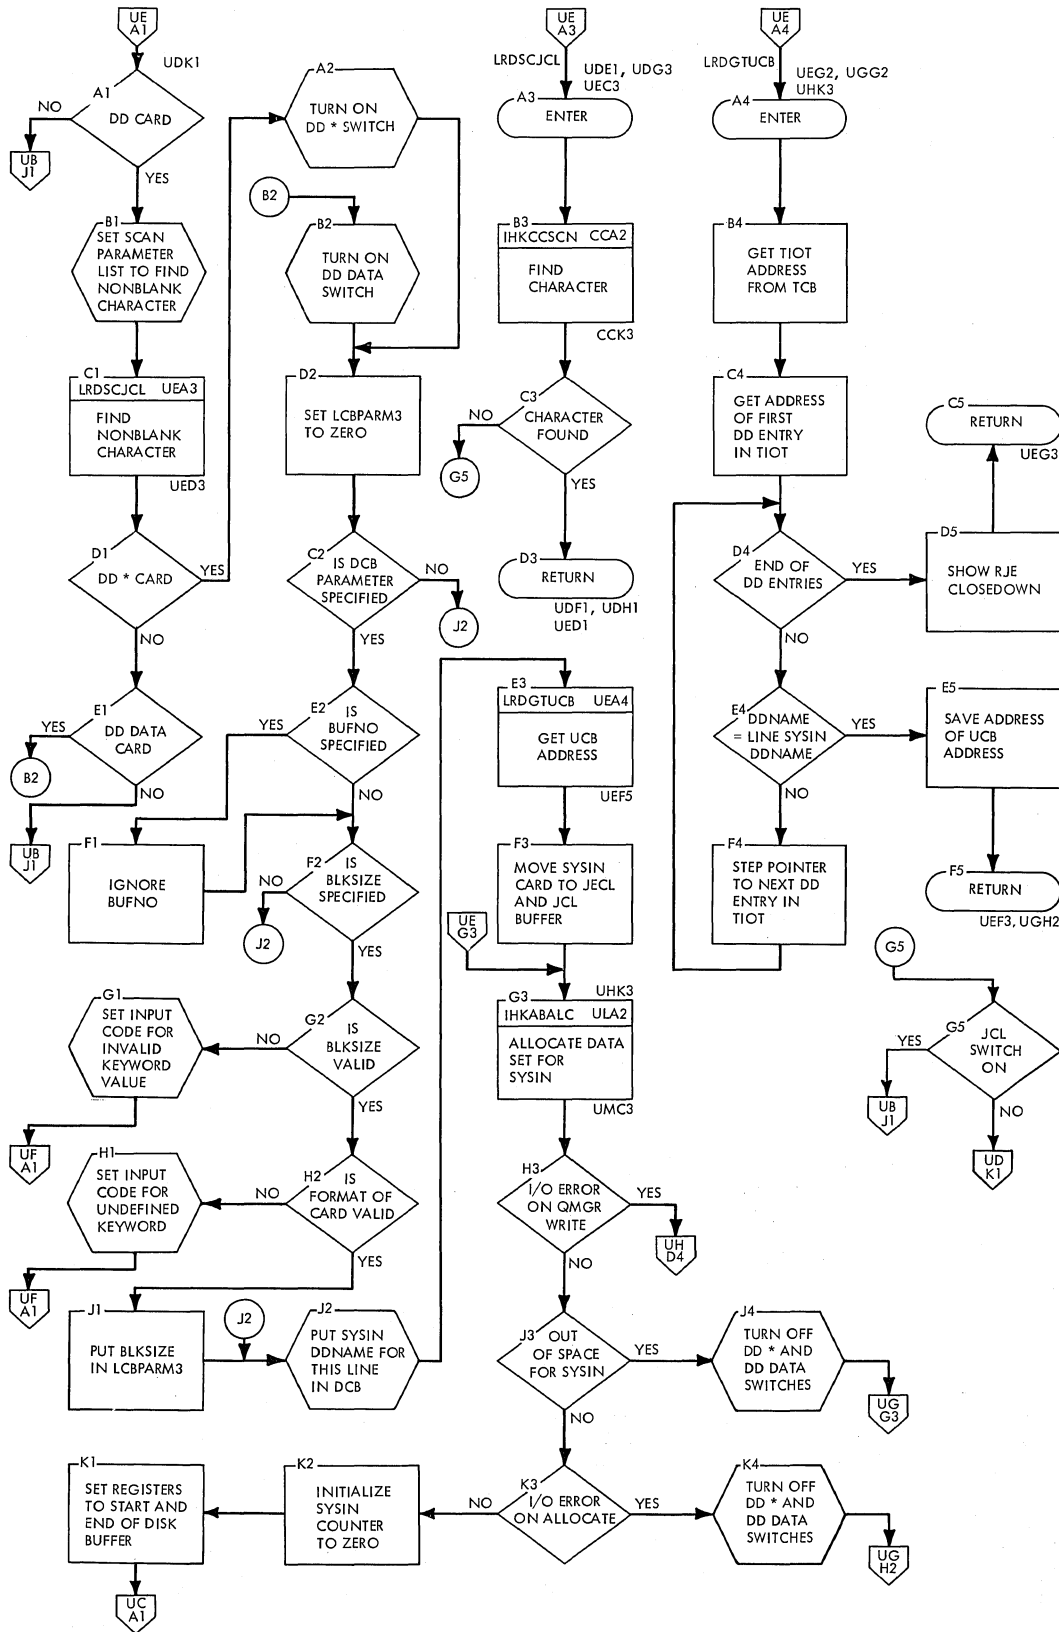 UE
A1
UDK1
A1
DD CARD
NO
UB
J1
YES
B1
SET SCAN
PARAMETER
LIST TO FIND
NONBLANK
CHARACTER
C1
LRDSCJCL UEA3
FIND
NONBLANK
CHARACTER
UED3
D1
DD * CARD
YES
NO
E1
DD DATA
CARD
YES
B2
NO
UB
J1
F1
IGNORE
BUFNO
G1
SET INPUT
CODE FOR
INVALID
KEYWORD
VALUE
UF
A1
H1
SET INPUT
CODE FOR
UNDEFINED
KEYWORD
UF
A1
J1
PUT BLKSIZE
IN LCBPARM3
K1
SET REGISTERS
TO START AND
END OF DISK
BUFFER
UC
A1
A2
TURN ON
DD * SWITCH
B2
B2
TURN ON
DD DATA
SWITCH
D2
SET LCBPARM3
TO ZERO
C2
IS DCB
PARAMETER
SPECIFIED
NO
J2
YES
E2
IS
BUFNO
SPECIFIED
YES
NO
F2
IS
BLKSIZE
SPECIFIED
NO
J2
YES
G2
IS
BLKSIZE
VALID
NO
YES
H2
IS
FORMAT OF
CARD VALID
NO
YES
J2
J2
PUT SYSIN
DDNAME FOR
THIS LINE
IN DCB
K2
INITIALIZE
SYSIN
COUNTER
TO ZERO
UE
A3
LRDSCJCL
UDE1, UDG3
UEC3
A3
ENTER
B3
IHKCCSCN CCA2
FIND
CHARACTER
CCK3
C3
CHARACTER
FOUND
NO
G5
YES
D3
RETURN
UDF1, UDH1
UED1
E3
LRDGTUCB UEA4
GET UCB
ADDRESS
UEF5
F3
MOVE SYSIN
CARD TO JECL
AND JCL
BUFFER
UE
G3
UHK3
G3
IHKABALC ULA2
ALLOCATE DATA
SET FOR
SYSIN
UMC3
H3
I/O ERROR
ON QMGR
WRITE
YES
UH
D4
NO
J3
OUT
OF SPACE
FOR SYSIN
YES
NO
K3
I/O ERROR
ON ALLOCATE
NO
YES
UE
A4
LRDGTUCB
UEG2, UGG2
UHK3
A4
ENTER
B4
GET TIOT
ADDRESS
FROM TCB
C4
GET ADDRESS
OF FIRST
DD ENTRY
IN TIOT
D4
END OF
DD ENTRIES
YES
NO
E4
DDNAME
= LINE SYSIN
DDNAME
YES
NO
F4
STEP POINTER
TO NEXT DD
ENTRY IN
TIOT
J4
TURN OFF
DD * AND
DD DATA
SWITCHES
UG
G3
K4
TURN OFF
DD * AND
DD DATA
SWITCHES
UG
H2
C5
RETURN
UEG3
D5
SHOW RJE
CLOSEDOWN
E5
SAVE ADDRESS
OF UCB
ADDRESS
F5
RETURN
UEF3, UGH2
G5
G5
JCL
SWITCH
ON
YES
UB
J1
NO
UD
K1